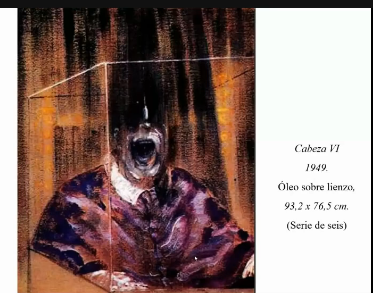 Cabeza VI
1949.
Óleo sobre lienzo,
93,2 x 76,5 cm.
(Serie de seis)